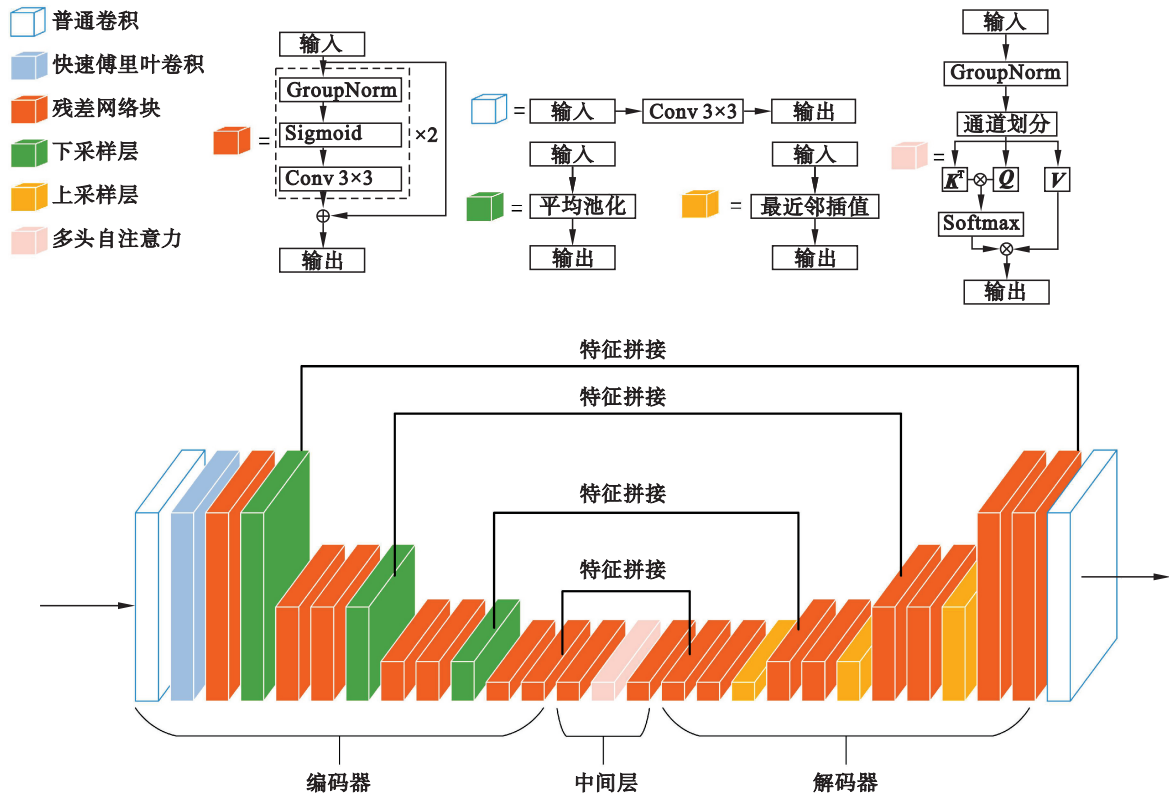 普通卷积
快速傅里叶卷积
残差网络块
下采样层
上采样层
多头自注意力
输入
GroupNorm
Sigmoid
Conv 3×3
×2
输出
=
=
输入
Conv 3×3
输出
=
输入
平均池化
输出
=
输入
最近邻插值
输出
=
输入
GroupNorm
通道划分
=
K^T
⊗
Q
V
Softmax
⊗
输出
特征拼接
特征拼接
特征拼接
特征拼接
编码器
中间层
解码器